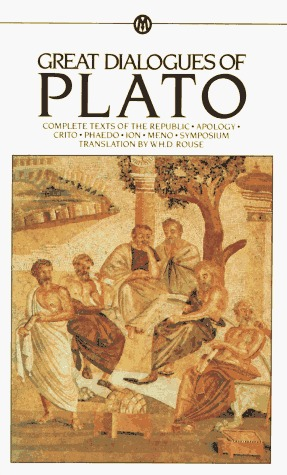 M
GREAT DIALOGUES OF
PLATO
COMPLETE TEXTS OF THE REPUBLIC • APOLOGY •
CRITO • PHAEDO • ION • MENO • SYMPOSIUM
TRANSLATION BY W.H.D. ROUSE